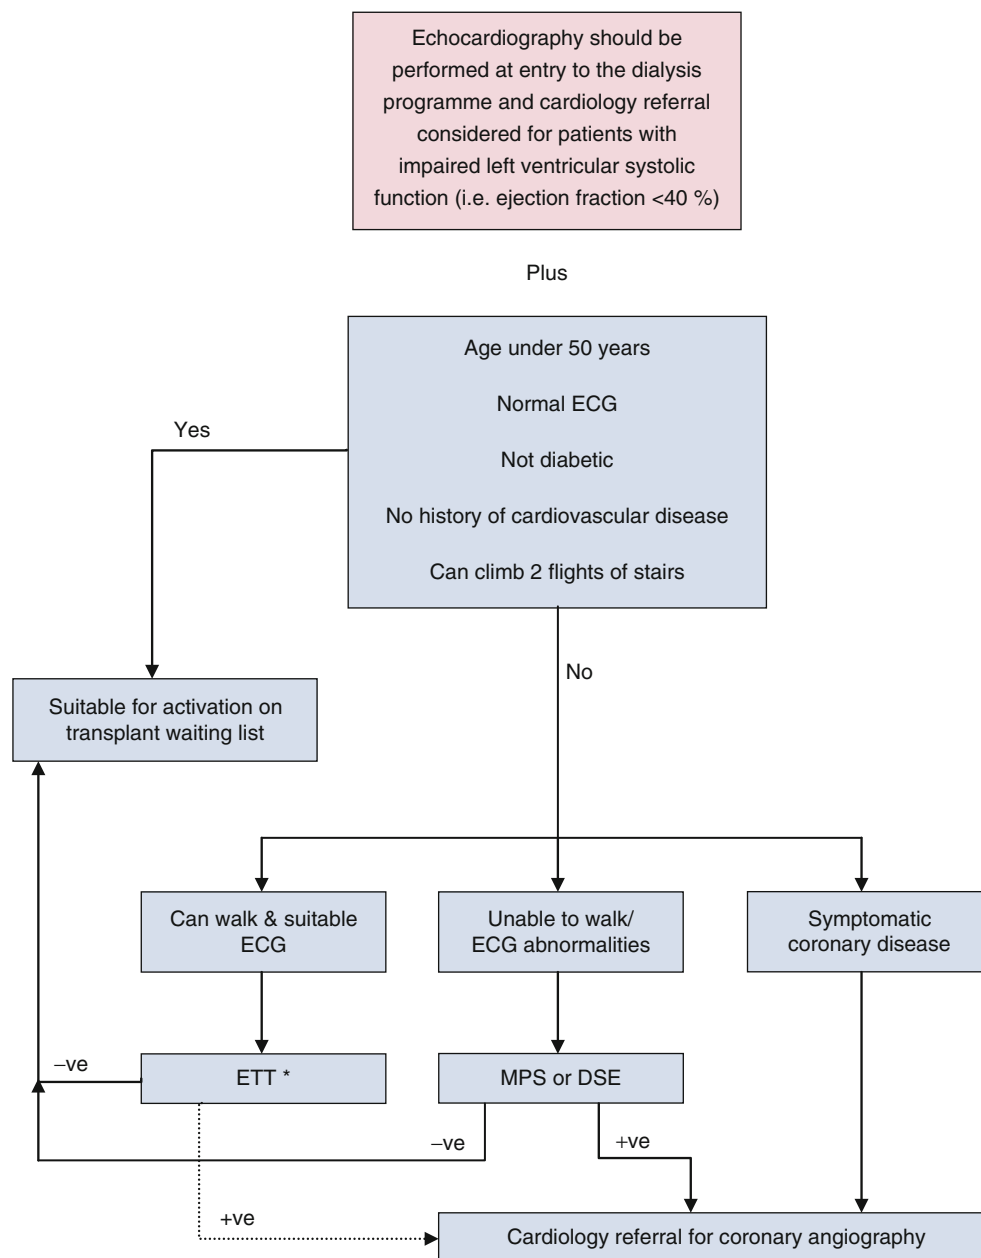 Echocardiography should be
performed at entry to the dialysis
programme and cardiology referral
considered for patients with
impaired left ventricular systolic
function (i.e. ejection fraction <40 %)
Plus
Age under 50 years
Normal ECG
Not diabetic
No history of cardiovascular disease
Can climb 2 flights of stairs
Yes
No
Suitable for activation on
transplant waiting list
Can walk & suitable
ECG
Unable to walk/
ECG abnormalities
Symptomatic
coronary disease
–ve
ETT *
MPS or DSE
–ve
+ve
+ve
Cardiology referral for coronary angiography